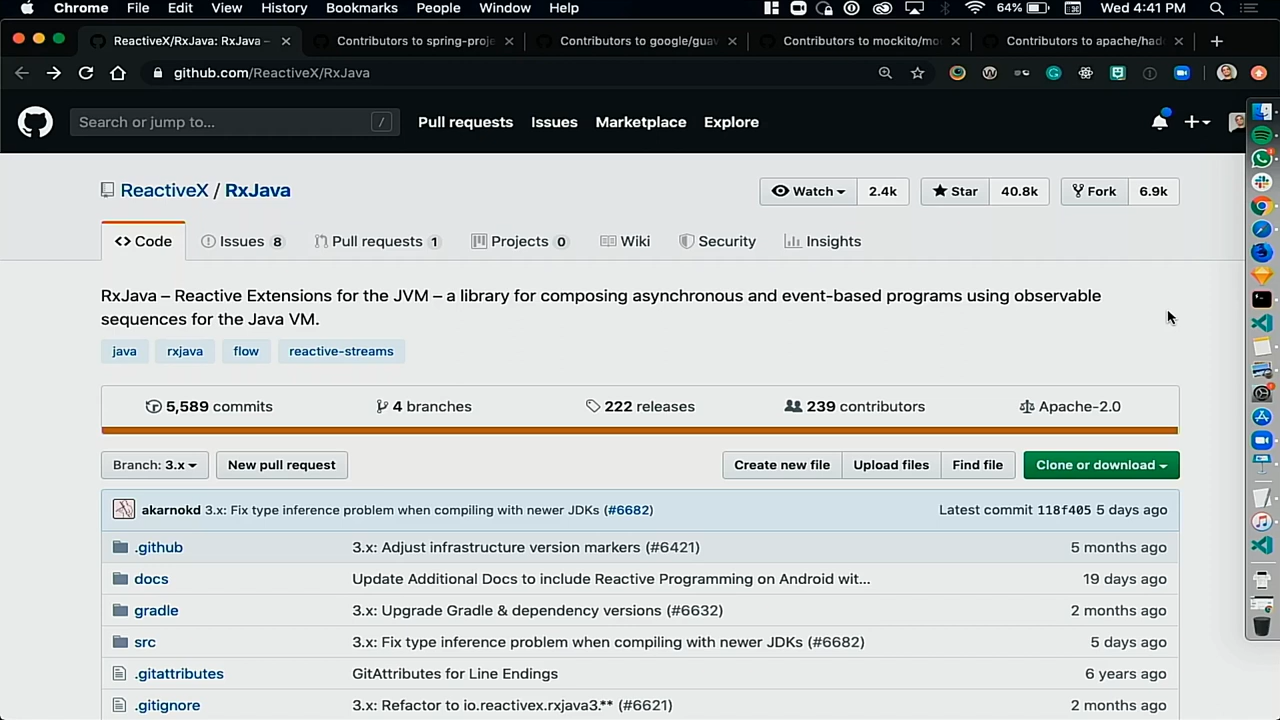 Chrome File Edit View History Bookmarks People Window Help 64% Wed 4:41 PM
ReactiveX/RxJava: RxJava – Contributors to spring-proje Contributors to google/guav Contributors to mockito/mo Contributors to apache/had
github.com/ReactiveX/RxJava
Search or jump to... / Pull requests Issues Marketplace Explore
ReactiveX / RxJava Watch 2.4k Star 40.8k Fork 6.9k
Code Issues 8 Pull requests 1 Projects 0 Wiki Security Insights
RxJava – Reactive Extensions for the JVM – a library for composing asynchronous and event-based programs using observable
sequences for the Java VM.
java rxjava flow reactive-streams
5,589 commits 4 branches 222 releases 239 contributors Apache-2.0
Branch: 3.x New pull request Create new file Upload files Find file Clone or download
akarnokd 3.x: Fix type inference problem when compiling with newer JDKs (#6682) Latest commit 118f405 5 days ago
.github 3.x: Adjust infrastructure version markers (#6421) 5 months ago
docs Update Additional Docs to include Reactive Programming on Android wit... 19 days ago
gradle 3.x: Upgrade Gradle & dependency versions (#6632) 2 months ago
src 3.x: Fix type inference problem when compiling with newer JDKs (#6682) 5 days ago
.gitattributes GitAttributes for Line Endings 6 years ago
.gitignore 3.x: Refactor to io.reactivex.rxjava3.** (#6621) 2 months ago